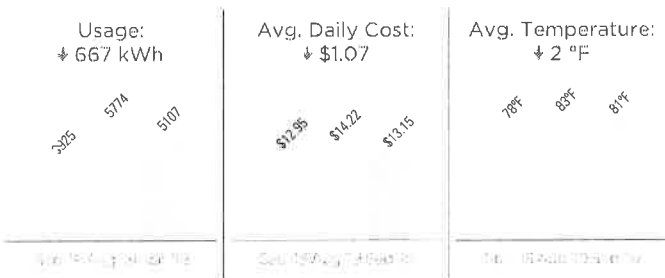 Usage:
↓ 667 kWh
5774
5107
Avg. Daily Cost:
↓ $1.07
$12.95
$14.22
$13.15
Avg. Temperature:
↓ 2 °F
78°F
83°F
81°F